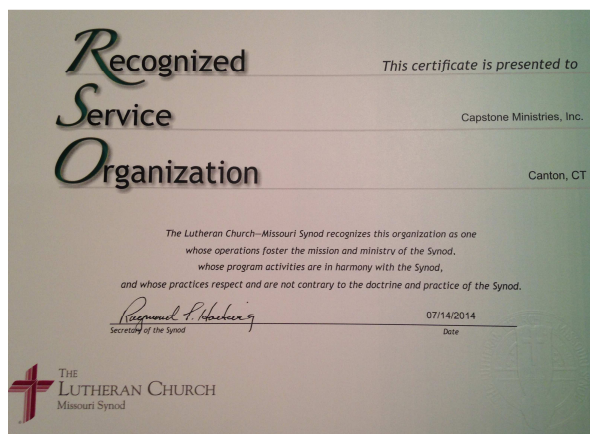 Recognized
This certificate is presented to
Service
Capstone Ministries, Inc.
Organization
Canton, CT
The Lutheran Church—Missouri Synod recognizes this organization as one
whose operations foster the mission and ministry of the Synod.
whose program activities are in harmony with the Synod,
and whose practices respect and are not contrary to the doctrine and practice of the Synod.
Raymond L. Hartwig
07/14/2014
Secretary of the Synod
Date
THE
LUTHERAN CHURCH
Missouri Synod